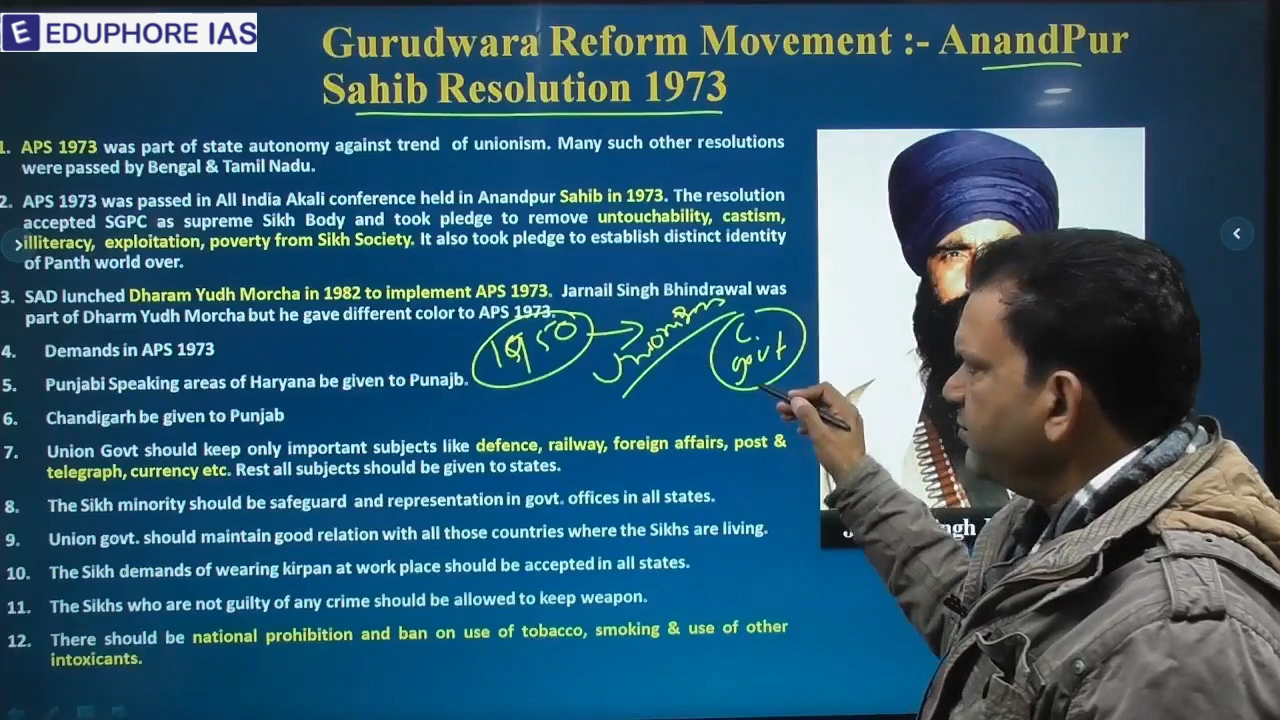 E EDUPHORE IAS
Gurudwara Reform Movement :- AnandPur
Sahib Resolution 1973
1. APS 1973 was part of state autonomy against trend of unionism. Many such other resolutions
were passed by Bengal & Tamil Nadu.
2. APS 1973 was passed in All India Akali conference held in Anandpur Sahib in 1973. The resolution
accepted SGPC as supreme Sikh Body and took pledge to remove untouchability, castism,
illiteracy, exploitation, poverty from Sikh Society. It also took pledge to establish distinct identity
of Panth world over.
3. SAD lunched Dharam Yudh Morcha in 1982 to implement APS 1973. Jarnail Singh Bhindrawal was
part of Dharm Yudh Morcha but he gave different color to APS 1973.
1950
unionism
C. govt
4. Demands in APS 1973
5. Punjabi Speaking areas of Haryana be given to Punajb.
6. Chandigarh be given to Punjab
7. Union Govt should keep only important subjects like defence, railway, foreign affairs, post &
telegraph, currency etc. Rest all subjects should be given to states.
8. The Sikh minority should be safeguard and representation in govt. offices in all states.
9. Union govt. should maintain good relation with all those countries where the Sikhs are living.
10. The Sikh demands of wearing kirpan at work place should be accepted in all states.
11. The Sikhs who are not guilty of any crime should be allowed to keep weapon.
12. There should be national prohibition and ban on use of tobacco, smoking & use of other
intoxicants.